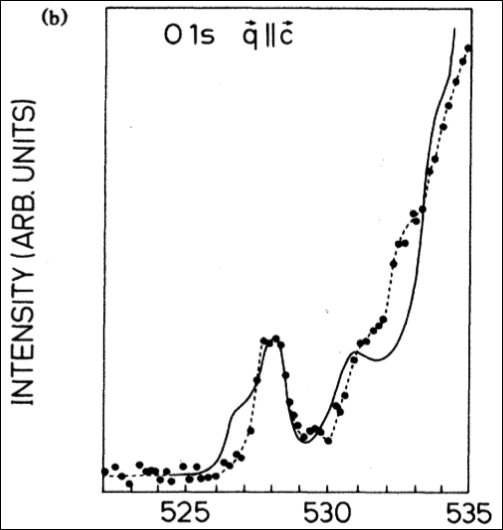 (b)
O 1s q⃗ || c⃗
INTENSITY (ARB. UNITS)
525 530 535